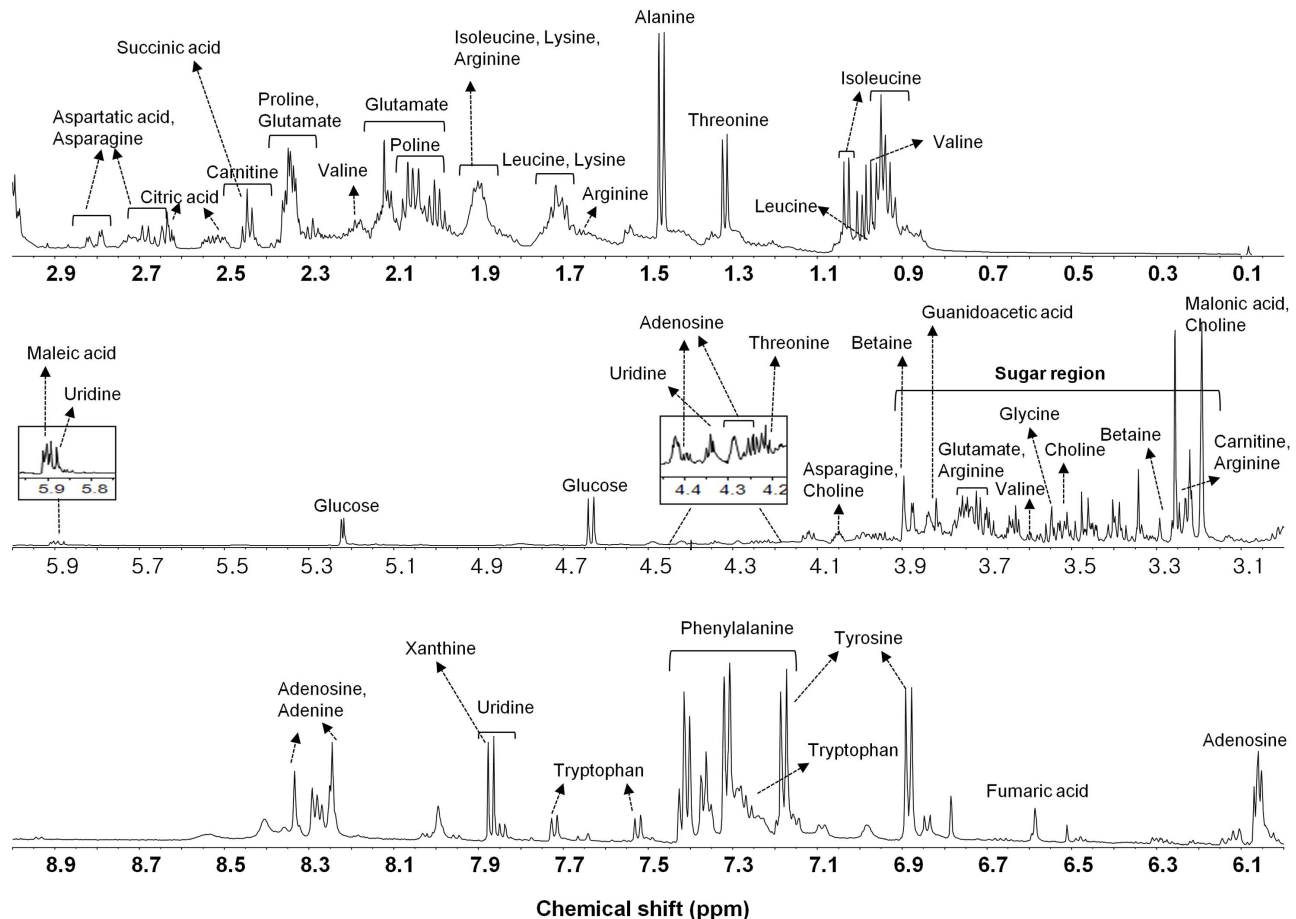 Alanine
Succinic acid
Isoleucine, Lysine,
Arginine
Isoleucine
Aspartatic acid,
Asparagine
Proline,
Glutamate
Glutamate
Threonine
Poline
Valine
Carnitine
Valine
Leucine, Lysine
Citric acid
Arginine
Leucine
2.9 2.7 2.5 2.3 2.1 1.9 1.7 1.5 1.3 1.1 0.9 0.7 0.5 0.3 0.1
Guanidoacetic acid
Malonic acid,
Choline
Adenosine
Threonine
Betaine
Maleic acid
Uridine
Sugar region
Uridine
Glycine
Betaine
Choline
Carnitine,
Arginine
Glutamate,
Arginine
Asparagine,
Choline
Valine
5.9 5.8
4.4 4.3 4.2
Glucose
Glucose
5.9 5.7 5.5 5.3 5.1 4.9 4.7 4.5 4.3 4.1 3.9 3.7 3.5 3.3 3.1
Phenylalanine
Tyrosine
Xanthine
Adenosine,
Adenine
Uridine
Tryptophan
Adenosine
Tryptophan
Fumaric acid
8.9 8.7 8.5 8.3 8.1 7.9 7.7 7.5 7.3 7.1 6.9 6.7 6.5 6.3 6.1
Chemical shift (ppm)